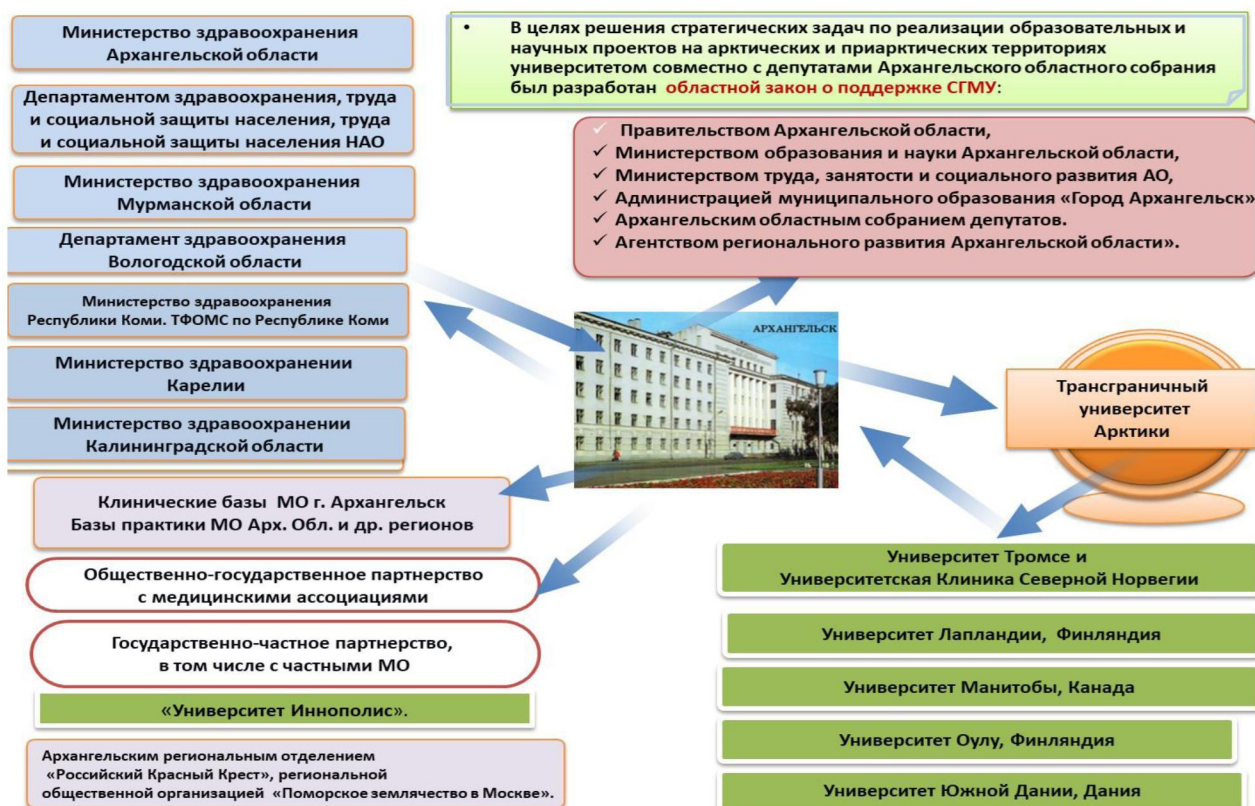 Министерство здравоохранения
Архангельской области
Департаментом здравоохранения, труда
и социальной защиты населения, труда
и социальной защиты населения НАО
Министерство здравоохранения
Мурманской области
Департамент здравоохранения
Вологодской области
Министерство здравоохранения
Республики Коми. ТФОМС по Республике Коми
Министерство здравоохранении
Карелии
Министерство здравоохранении
Калининградской области
Клинические базы МО г. Архангельск
Базы практики МО Арх. Обл. и др. регионов
Общественно-государственное партнерство
с медицинскими ассоциациями
Государственно-частное партнерство,
в том числе с частными МО
«Университет Иннополис».
Архангельским региональным отделением
«Российский Красный Крест», региональной
общественной организацией «Поморское землячество в Москве».
• В целях решения стратегических задач по реализации образовательных и
научных проектов на арктических и приарктических территориях
университетом совместно с депутатами Архангельского областного собрания
был разработан областной закон о поддержке СГМУ:
✓ Правительством Архангельской области,
✓ Министерством образования и науки Архангельской области,
✓ Министерством труда, занятости и социального развития АО,
✓ Администрацией муниципального образования «Город Архангельск»
✓ Архангельским областным собранием депутатов.
✓ Агентством регионального развития Архангельской области».
АРХАНГЕЛЬСК
Трансграничный
университет
Арктики
Университет Тромсе и
Университетская Клиника Северной Норвегии
Университет Лапландии, Финляндия
Университет Манитобы, Канада
Университет Оулу, Финляндия
Университет Южной Дании, Дания